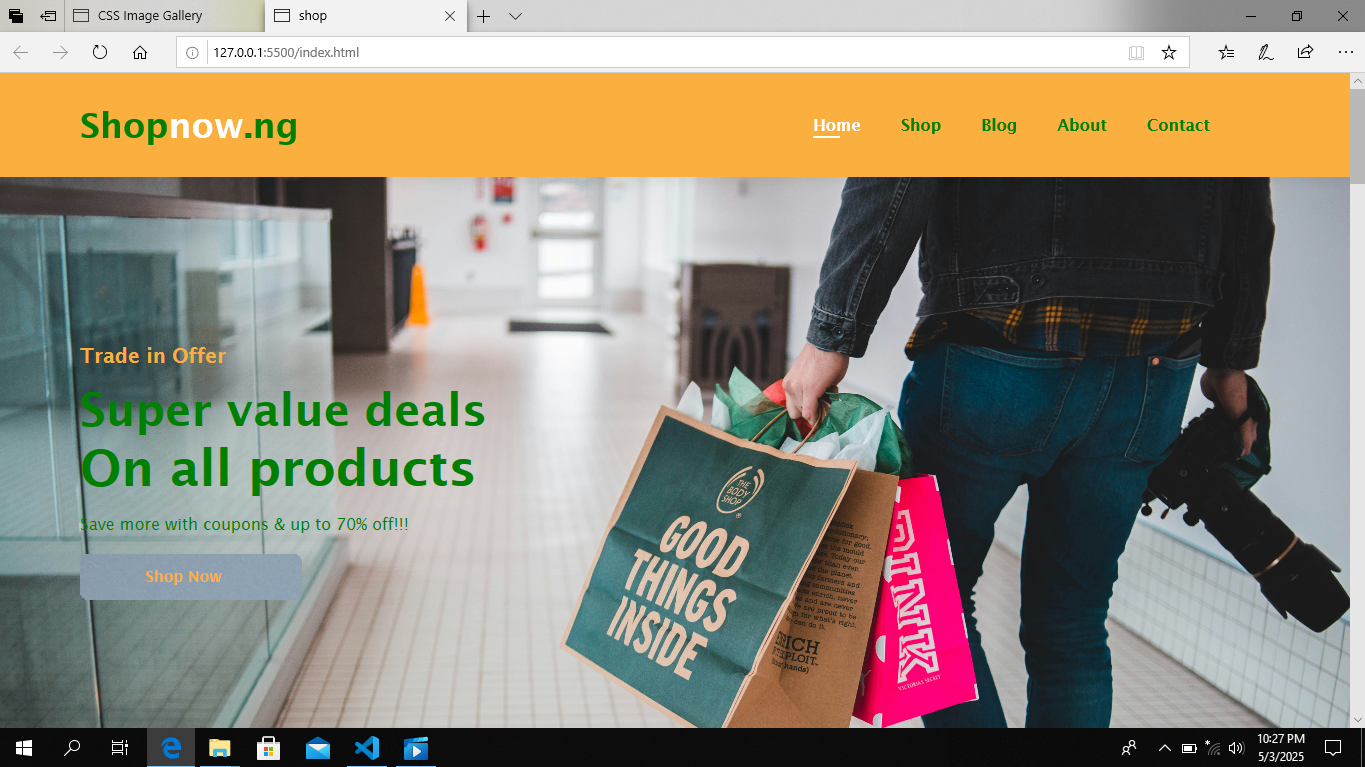 CSS Image Gallery
shop
127.0.0.1:5500/index.html
Shopnow.ng
Home
Shop
Blog
About
Contact
Trade in Offer
Super value deals
On all products
Save more with coupons & up to 70% off!!!
Shop Now
THE
BODY
SHOP
GOOD
THINGS
INSIDE
PINK
VICTORIA'S SECRET
10:27 PM
5/3/2025